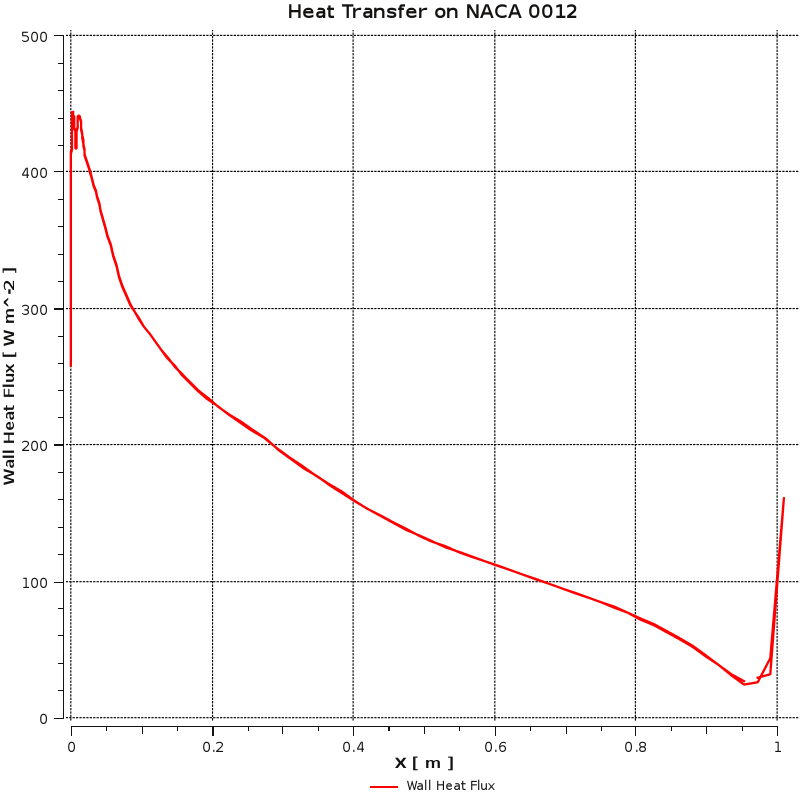 Heat Transfer on NACA 0012
500
400
300
200
100
0
Wall Heat Flux [ W m^-2 ]
0 0.2 0.4 0.6 0.8 1
X [ m ]
Wall Heat Flux